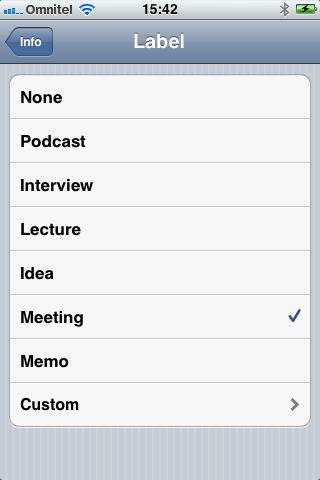 Omnitel 15:42
Info Label
None
Podcast
Interview
Lecture
Idea
Meeting
Memo
Custom